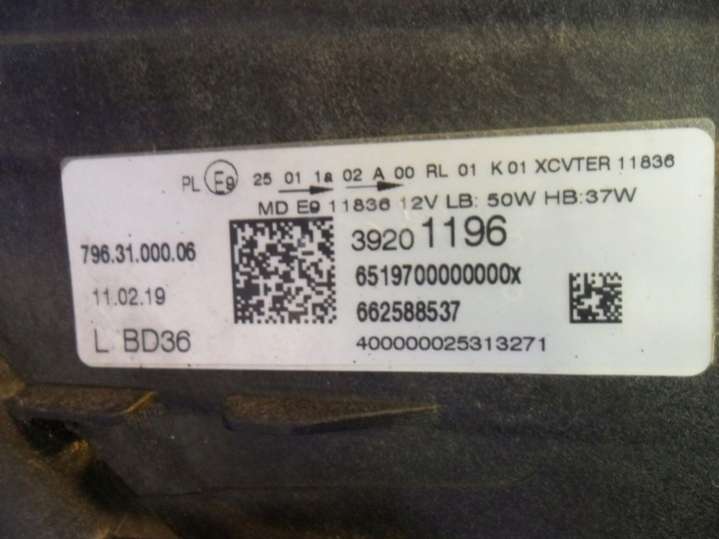 PL E9 25 01 1a 02 A 00 RL 01 K 01 XCVTER 11836
MD E9 11836 12V LB: 50W HB:37W
796.31.000.06
11.02.19
L BD36
3920 1196
6519700000000x
662588537
400000025313271